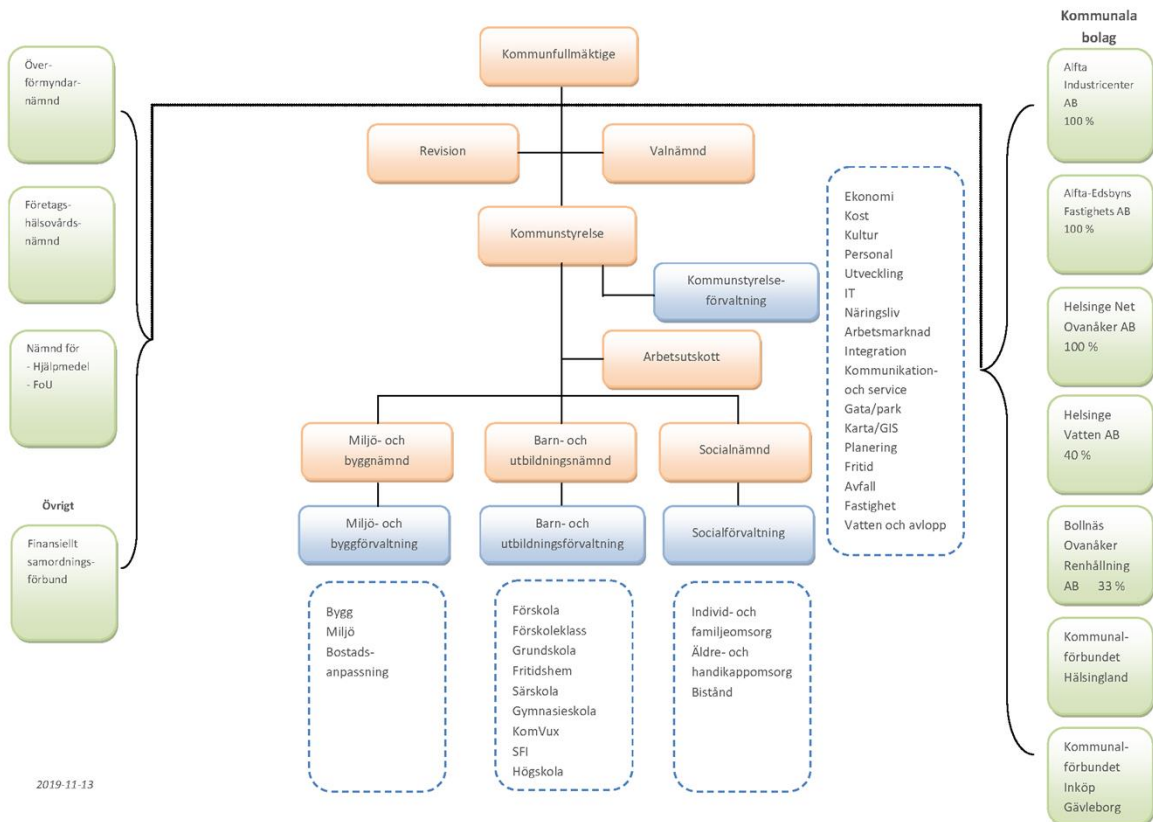 Kommunfullmäktige
Revision
Valnämnd
Kommunstyrelse
Kommunstyrelse-
förvaltning
Arbetsutskott
Miljö- och
byggnämnd
Barn- och
utbildningsnämnd
Socialnämnd
Miljö- och
byggförvaltning
Barn- och
utbildningsförvaltning
Socialförvaltning
Bygg
Miljö
Bostads-
anpassning
Förskola
Förskoleklass
Grundskola
Fritidshem
Särskola
Gymnasieskola
KomVux
SFI
Högskola
Individ- och
familjeomsorg
Äldre- och
handikappomsorg
Bistånd
Ekonomi
Kost
Kultur
Personal
Utveckling
IT
Näringsliv
Arbetsmarknad
Integration
Kommunikation-
och service
Gata/park
Karta/GIS
Planering
Fritid
Avfall
Fastighet
Vatten och avlopp
Över-
förmyndar-
nämnd
Företags-
hälsovårds-
nämnd
Nämnd för
- Hjälpmedel
- FoU
Övrigt
Finansiellt
samordnings-
förbund
Kommunala
bolag
Alfta
Industricenter
AB
100 %
Alfta-Edsbyns
Fastighets AB
100 %
Helsinge Net
Ovanåker AB
100 %
Helsinge
Vatten AB
40 %
Bollnäs
Ovanåker
Renhållning
AB 33 %
Kommunal-
förbundet
Hälsingland
Kommunal-
förbundet
Inköp
Gävleborg
2019-11-13